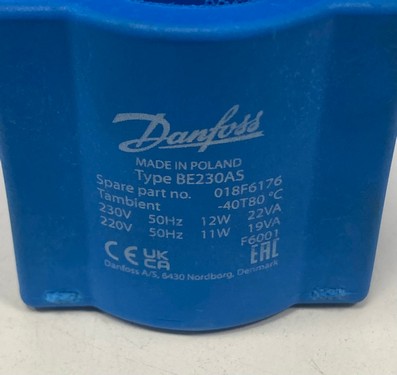 Danfoss
MADE IN POLAND
Type BE230AS
Spare part no. 018F6176
Tambient -40T80 °C
230V 50Hz 12W 22VA
220V 50Hz 11W 19VA
F6001
CE UK CA EAC
Danfoss A/S, 6430 Nordborg, Denmark